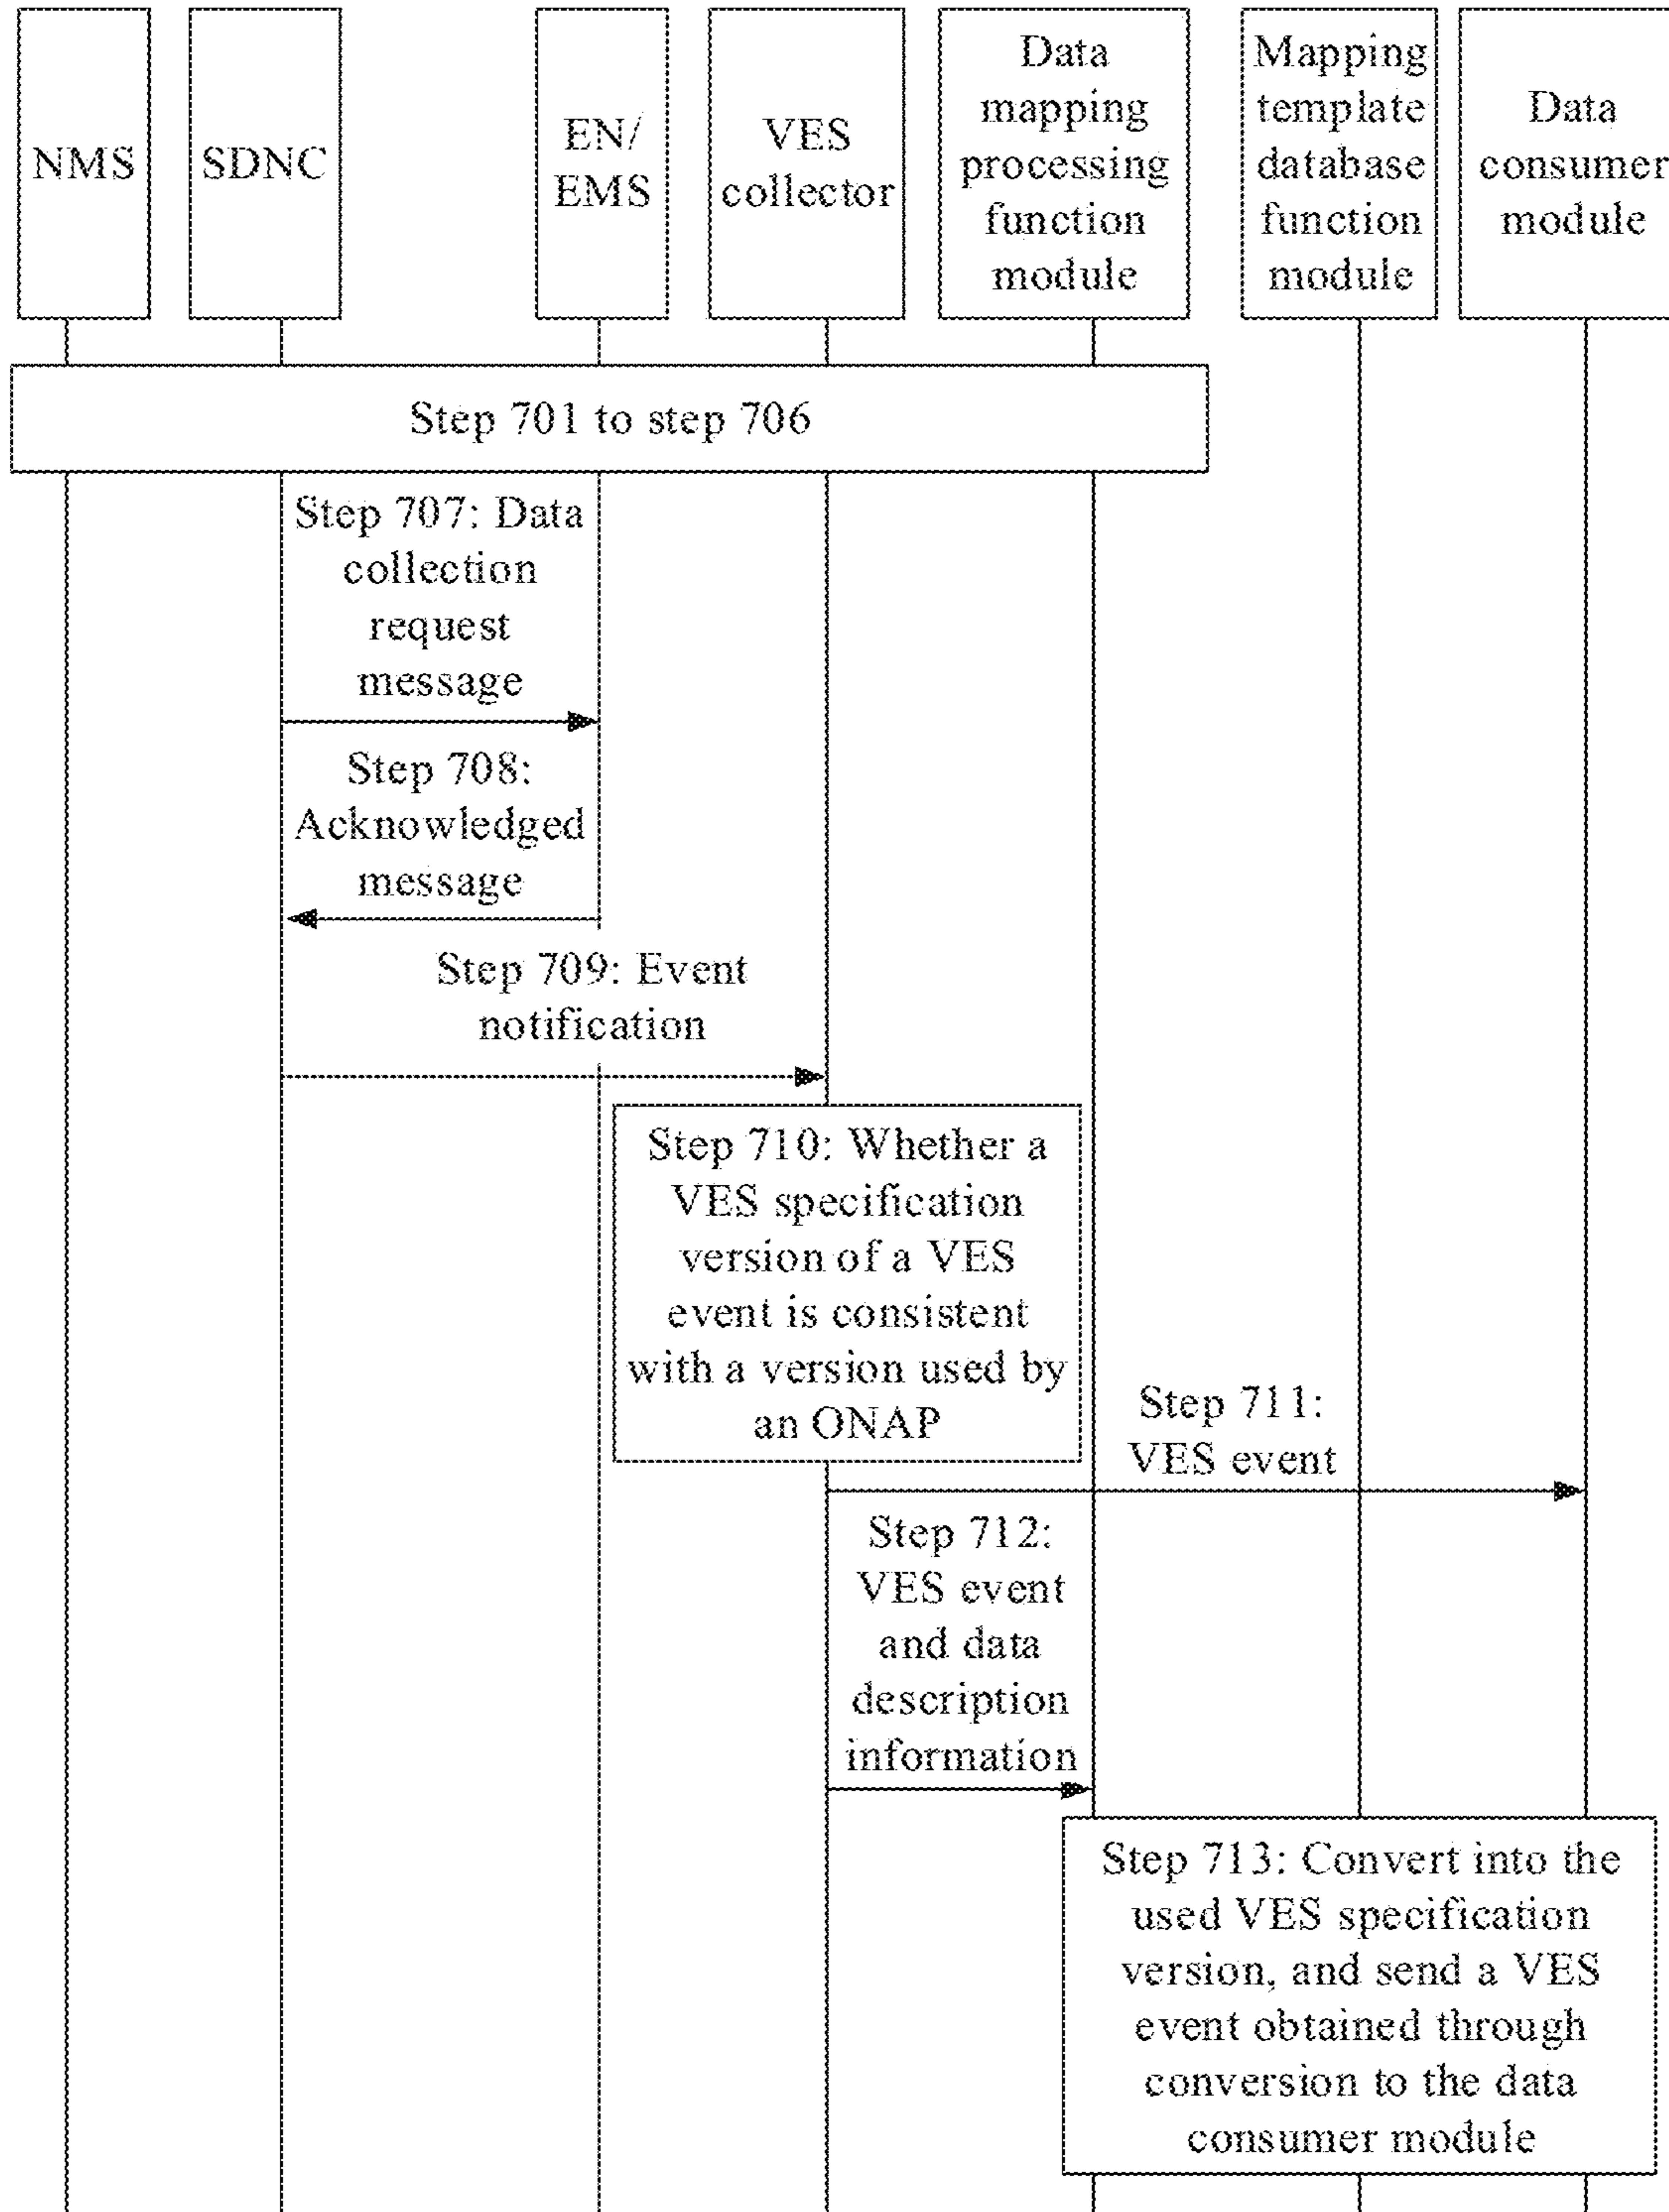 NMS
SDNC
EN/
EMS
VES
collector
Data
mapping
processing
function
module
Mapping
template
database
function
module
Data
consumer
module
Step 701 to step 706
Step 707: Data
collection
request
message
Step 708:
Acknowledged
message
Step 709: Event
notification
Step 710: Whether a
VES specification
version of a VES
event is consistent
with a version used by
an ONAP
Step 711:
VES event
Step 712:
VES event
and data
description
information
Step 713: Convert into the
used VES specification
version, and send a VES
event obtained through
conversion to the data
consumer module